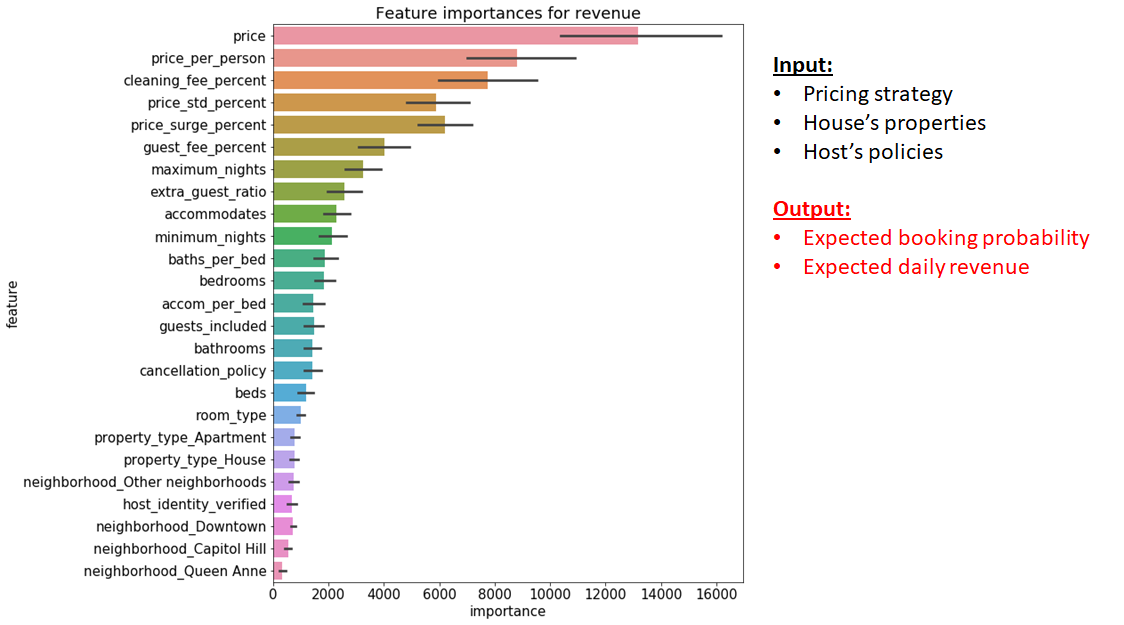 Feature importances for revenue
price
price_per_person
cleaning_fee_percent
price_std_percent
price_surge_percent
guest_fee_percent
maximum_nights
extra_guest_ratio
accommodates
minimum_nights
baths_per_bed
bedrooms
accom_per_bed
guests_included
bathrooms
cancellation_policy
beds
room_type
property_type_Apartment
property_type_House
neighborhood_Other neighborhoods
host_identity_verified
neighborhood_Downtown
neighborhood_Capitol Hill
neighborhood_Queen Anne
feature
0 2000 4000 6000 8000 10000 12000 14000 16000
importance
Input:
• Pricing strategy
• House’s properties
• Host’s policies
Output:
• Expected booking probability
• Expected daily revenue